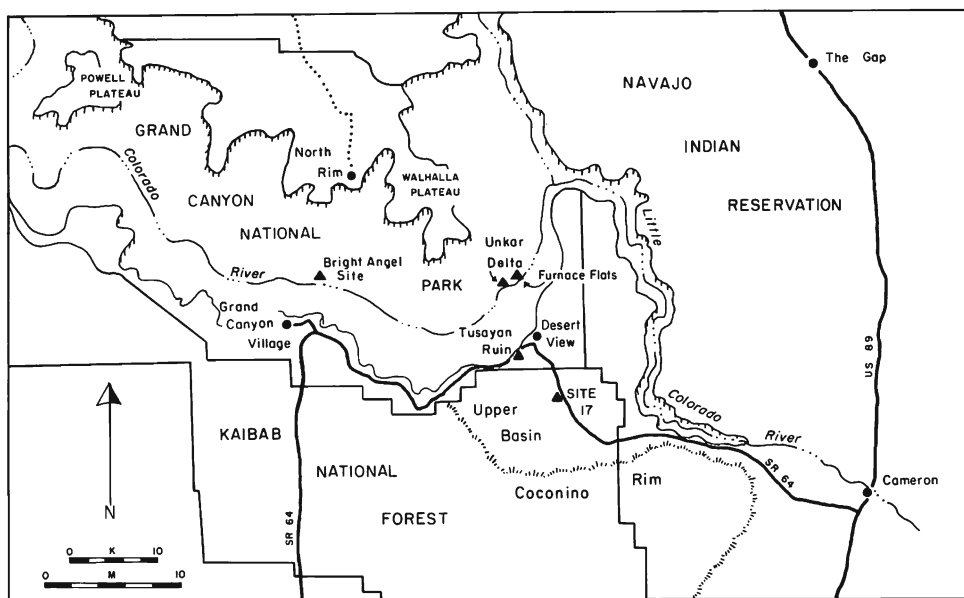 POWELL
PLATEAU
GRAND
CANYON
NATIONAL
PARK
North
Rim
WALHALLA
PLATEAU
NAVAJO
INDIAN
RESERVATION
The Gap
Colorado
River
Bright Angel
Site
Unkar
Delta
Furnace Flats
Little
Colorado
River
Grand
Canyon
Village
Tusayan
Ruin
Desert
View
SITE
17
Upper
Basin
Coconino
Rim
KAIBAB
NATIONAL
FOREST
US 89
SR 64
SR 64
Cameron
N
0 K 10
0 M 10